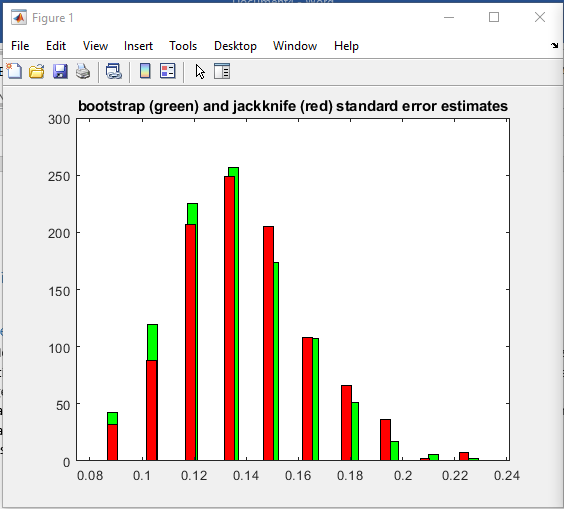 Figure 1
File Edit View Insert Tools Desktop Window Help
bootstrap (green) and jackknife (red) standard error estimates
300
250
200
150
100
50
0
0.08 0.1 0.12 0.14 0.16 0.18 0.2 0.22 0.24